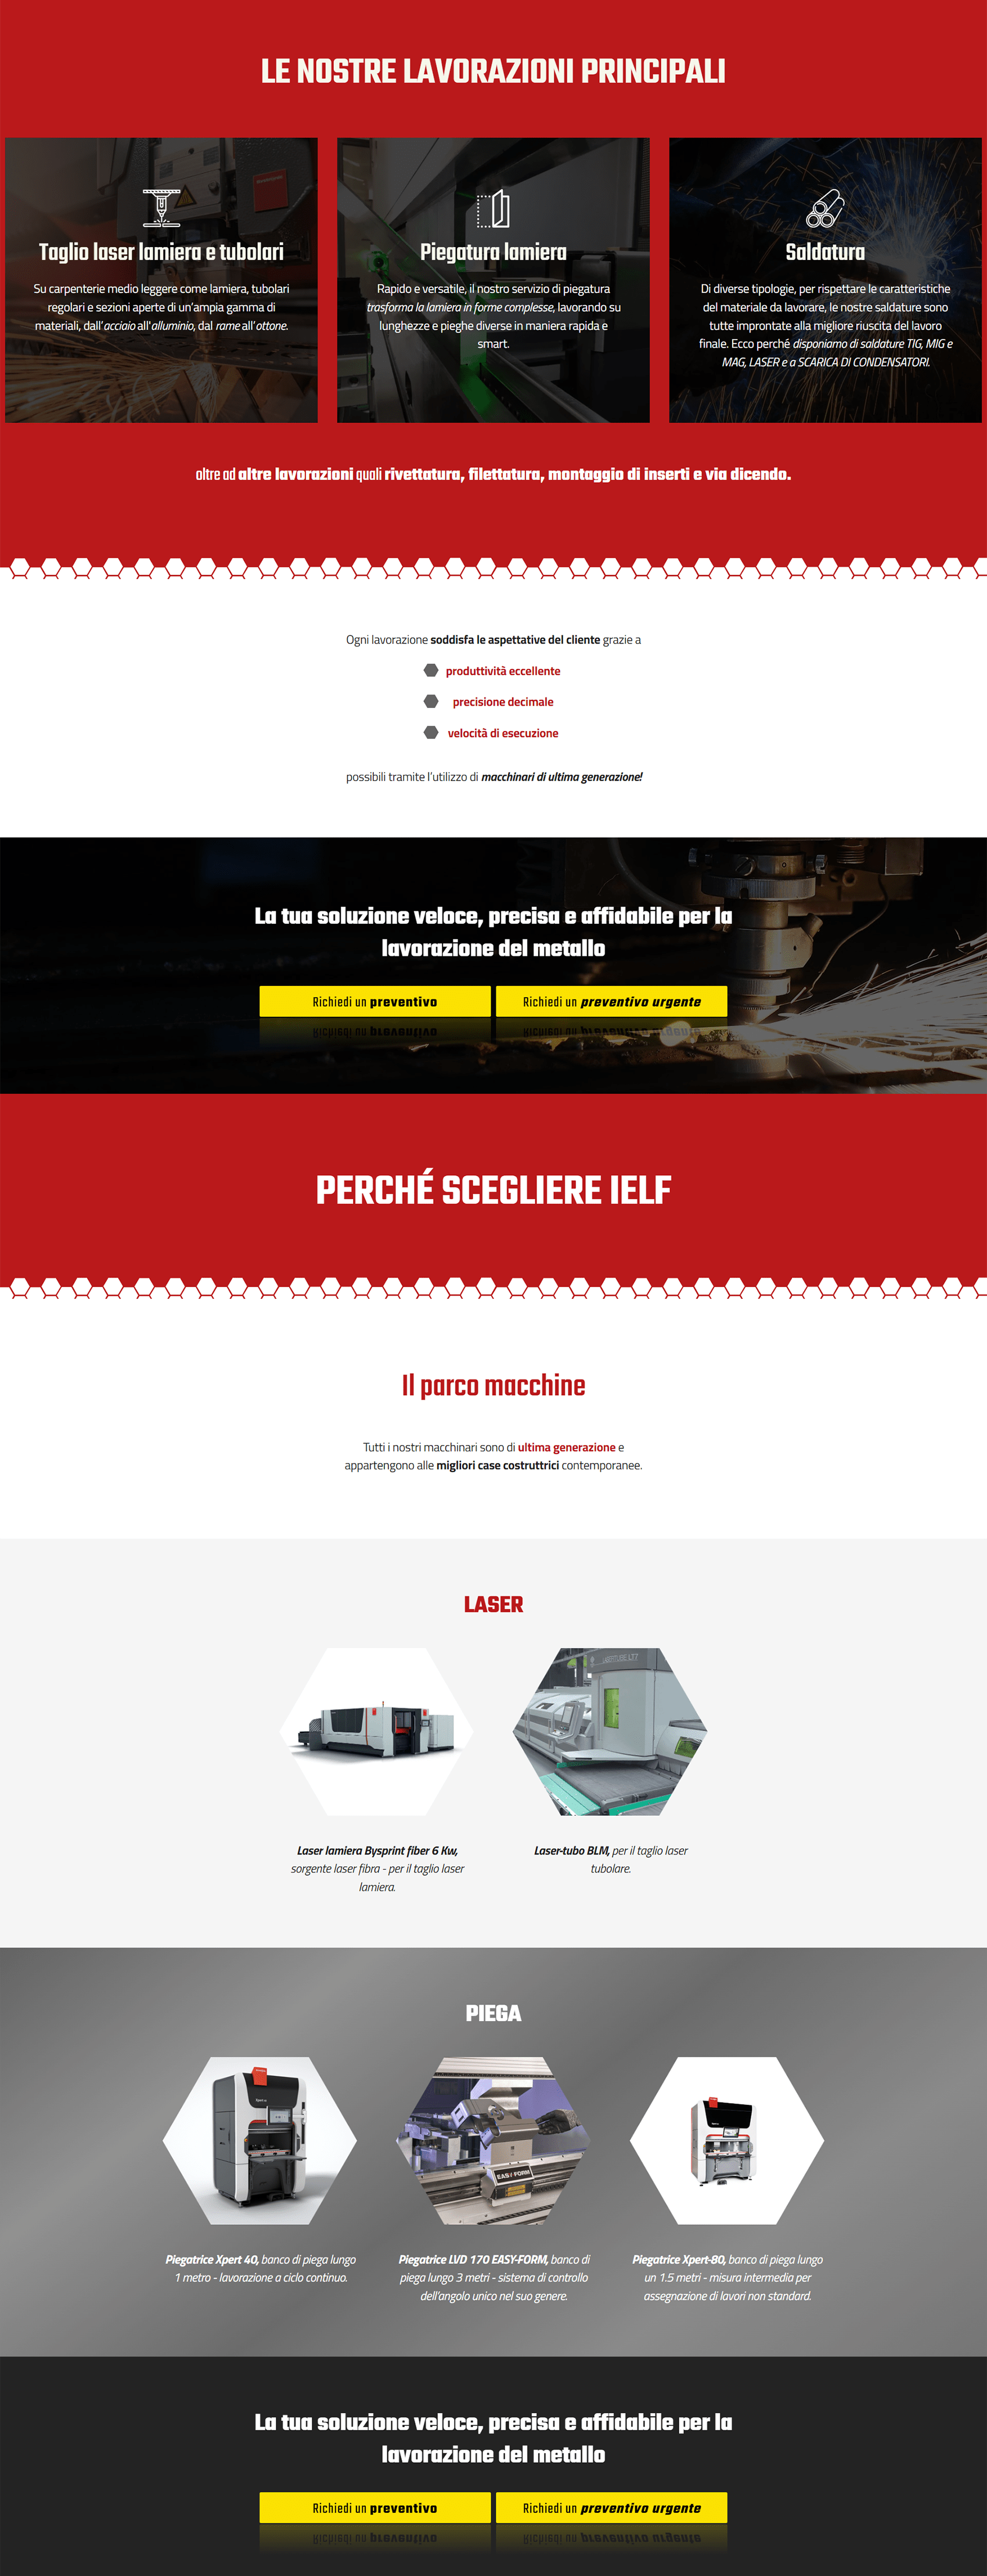 LE NOSTRE LAVORAZIONI PRINCIPALI
Taglio laser lamiera e tubolari
Su carpenterie medio leggere come lamiera, tubolari
regolari e sezioni aperte di un'ampia gamma di
materiali, dall'acciaio all'alluminio, dal rame all'ottone.
Piegatura lamiera
Rapido e versatile, il nostro servizio di piegatura
trasforma la lamiera in forme complesse, lavorando su
lunghezze e pieghe diverse in maniera rapida e
smart.
Saldatura
Di diverse tipologie, per rispettare le caratteristiche
del materiale da lavorare, le nostre saldature sono
tutte improntate alla migliore riuscita del lavoro
finale. Ecco perché disponiamo di saldature TIG, MIG e
MAG, LASER e a SCARICA DI CONDENSATORI.
oltre ad altre lavorazioni quali rivettatura, filettatura, montaggio di inserti e via dicendo.
Ogni lavorazione soddisfa le aspettative del cliente grazie a
produttività eccellente
precisione decimale
velocità di esecuzione
possibili tramite l'utilizzo di macchinari di ultima generazione!
La tua soluzione veloce, precisa e affidabile per la
lavorazione del metallo
Richiedi un preventivo
Richiedi un preventivo urgente
PERCHÉ SCEGLIERE IELF
Il parco macchine
Tutti i nostri macchinari sono di ultima generazione e
appartengono alle migliori case costruttrici contemporanee.
LASER
Laser lamiera Bysprint fiber 6 Kw,
sorgente laser fibra - per il taglio laser
lamiera.
Laser-tubo BLM, per il taglio laser
tubolare.
PIEGA
EASY FORM
Piegatrice Xpert 40, banco di piega lungo
1 metro - lavorazione a ciclo continuo.
Piegatrice LVD 170 EASY-FORM, banco di
piega lungo 3 metri - sistema di controllo
dell'angolo unico nel suo genere.
Piegatrice Xpert-80, banco di piega lungo
un 1.5 metri - misura intermedia per
assegnazione di lavori non standard.
La tua soluzione veloce, precisa e affidabile per la
lavorazione del metallo
Richiedi un preventivo
Richiedi un preventivo urgente